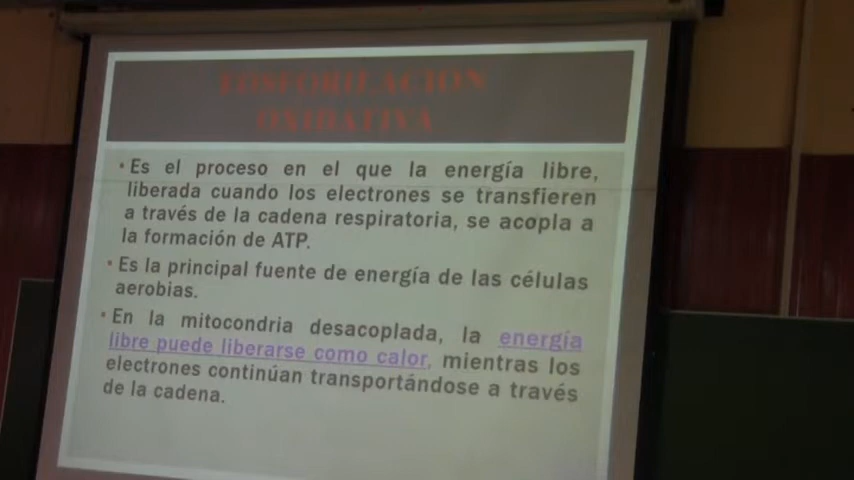 FOSFORILACION
OXIDATIVA
• Es el proceso en el que la energía libre,
liberada cuando los electrones se transfieren
a través de la cadena respiratoria, se acopla a
la formación de ATP.
• Es la principal fuente de energía de las células
aerobias.
• En la mitocondria desacoplada, la energía
libre puede liberarse como calor, mientras los
electrones continúan transportándose a través
de la cadena.